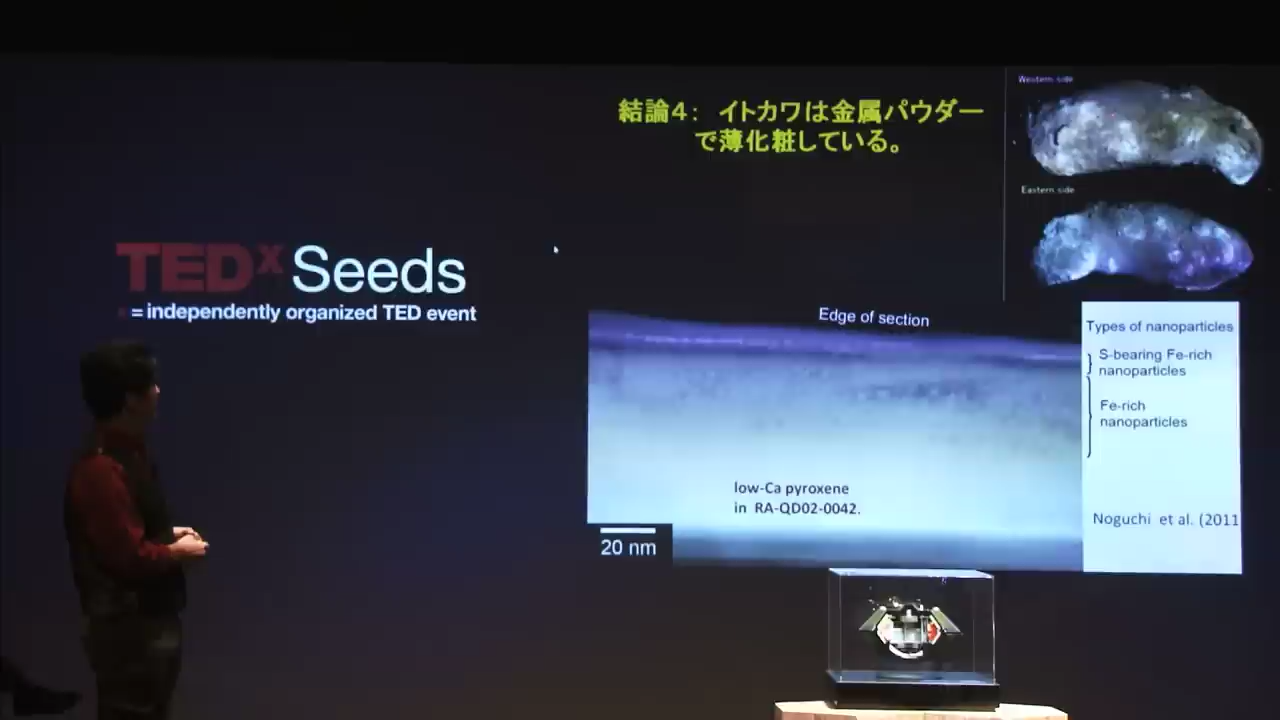 結論４： イトカワは金属パウダー
で薄化粧している。
Western side
Eastern side
TEDx Seeds
x = independently organized TED event
Edge of section
Types of nanoparticles
S-bearing Fe-rich
nanoparticles
Fe-rich
nanoparticles
low-Ca pyroxene
in RA-QD02-0042.
Noguchi et al. (2011
20 nm